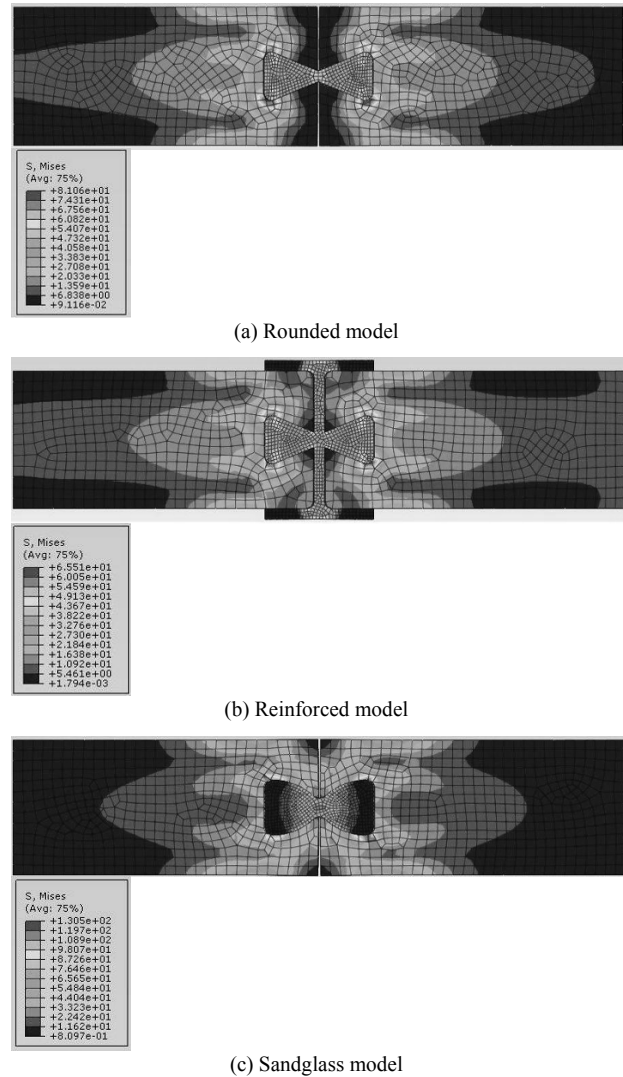 S, Mises
(Avg: 75%)
+8.106e+01
+7.431e+01
+6.756e+01
+6.082e+01
+5.407e+01
+4.732e+01
+4.058e+01
+3.383e+01
+2.708e+01
+2.033e+01
+1.359e+01
+6.838e+00
+9.116e-02
(a) Rounded model
S, Mises
(Avg: 75%)
+6.551e+01
+6.005e+01
+5.459e+01
+4.913e+01
+4.367e+01
+3.822e+01
+3.276e+01
+2.730e+01
+2.184e+01
+1.638e+01
+1.092e+01
+5.461e+00
+1.794e-03
(b) Reinforced model
S, Mises
(Avg: 75%)
+1.305e+02
+1.197e+02
+1.089e+02
+9.807e+01
+8.726e+01
+7.646e+01
+6.565e+01
+5.484e+01
+4.404e+01
+3.323e+01
+2.242e+01
+1.162e+01
+8.097e-01
(c) Sandglass model